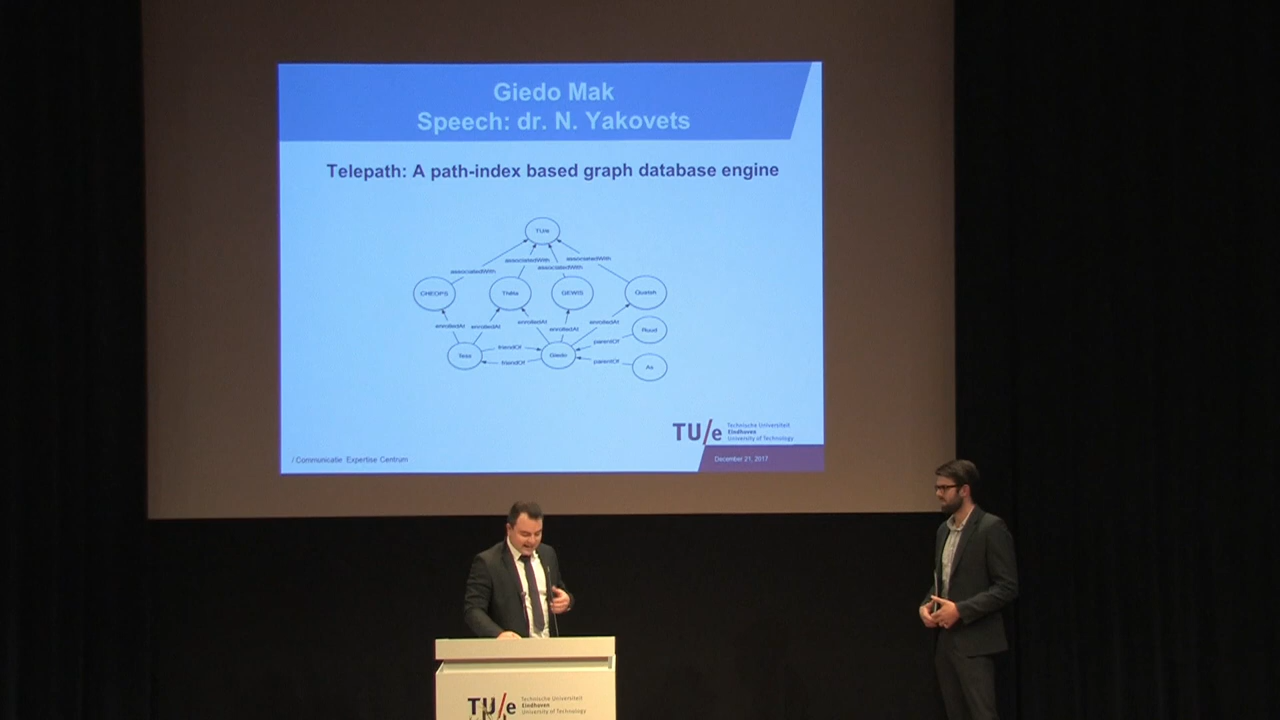 Giedo Mak
Speech: dr. N. Yakovets
Telepath: A path-index based graph database engine
TU/e
associatedWith
associatedWith
associatedWith
associatedWith
CHEOPS
Thêta
GEWIS
Quatsh
enrolledAt
enrolledAt
enrolledAt
enrolledAt
enrolledAt
Ruud
parentOf
friendOf
Tess
Giedo
friendOf
parentOf
As
TU/e
Technische Universiteit
Eindhoven
University of Technology
/ Communicatie Expertise Centrum
December 21, 2017
TU/e
Technische Universiteit
Eindhoven
University of Technology